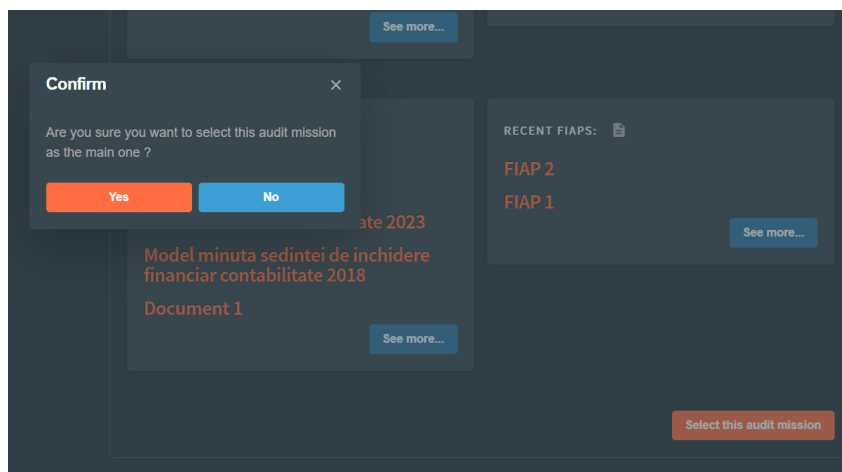 See more...
Confirm
Are you sure you want to select this audit mission
as the main one ?
Yes
No
ate 2023
Model minuta sedintei de inchidere
financiar contabilitate 2018
Document 1
See more...
RECENT FIAPS:
FIAP 2
FIAP 1
See more...
Select this audit mission